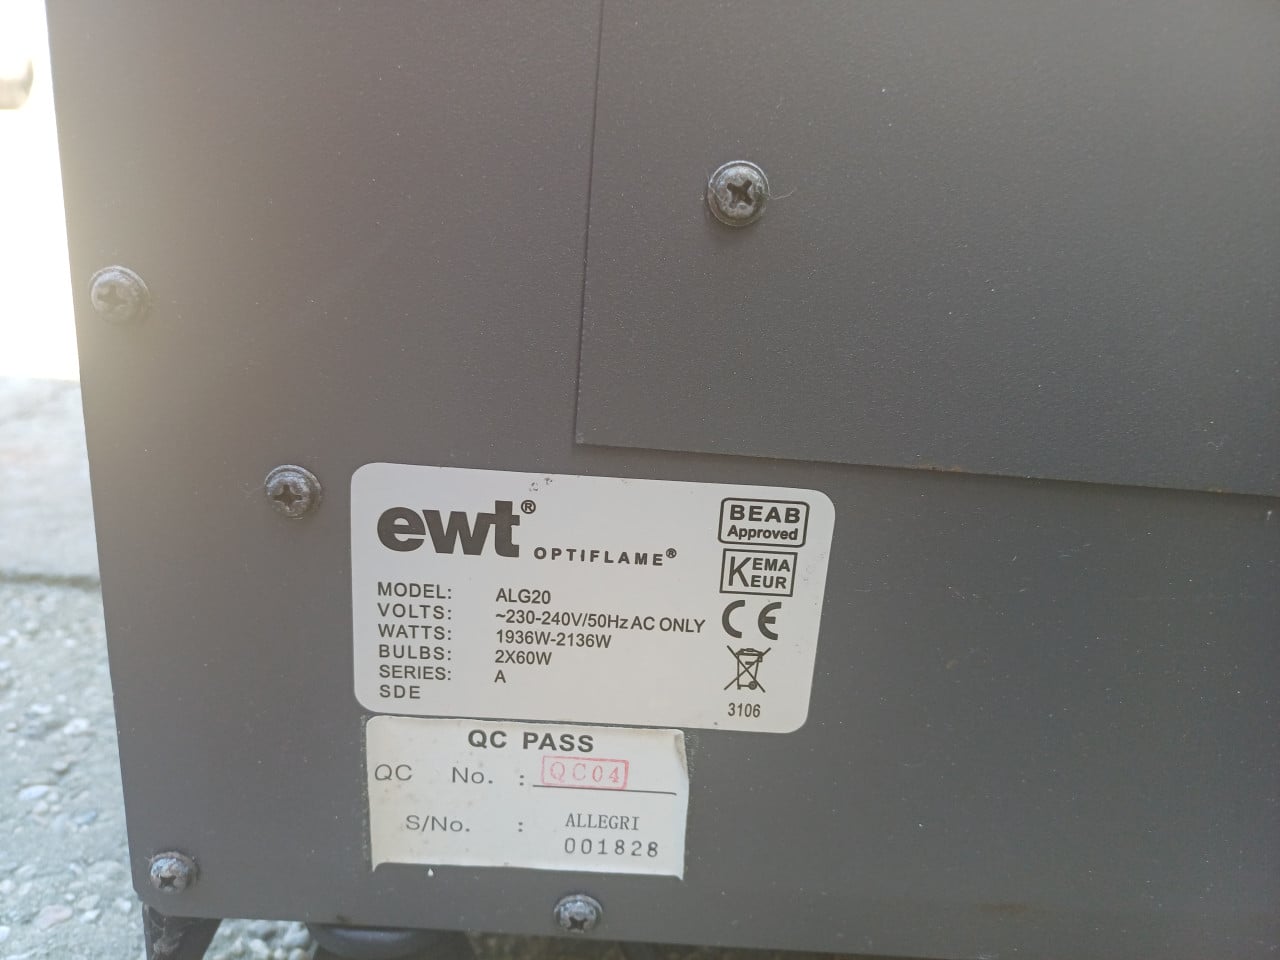 ewt®
OPTIFLAME®
BEAB
Approved
KEMA
EUR
CE
MODEL: ALG20
VOLTS: ~230-240V/50Hz AC ONLY
WATTS: 1936W-2136W
BULBS: 2X60W
SERIES: A
SDE
3106
QC PASS
QC No. : QC04
S/No. : ALLEGRI
001828